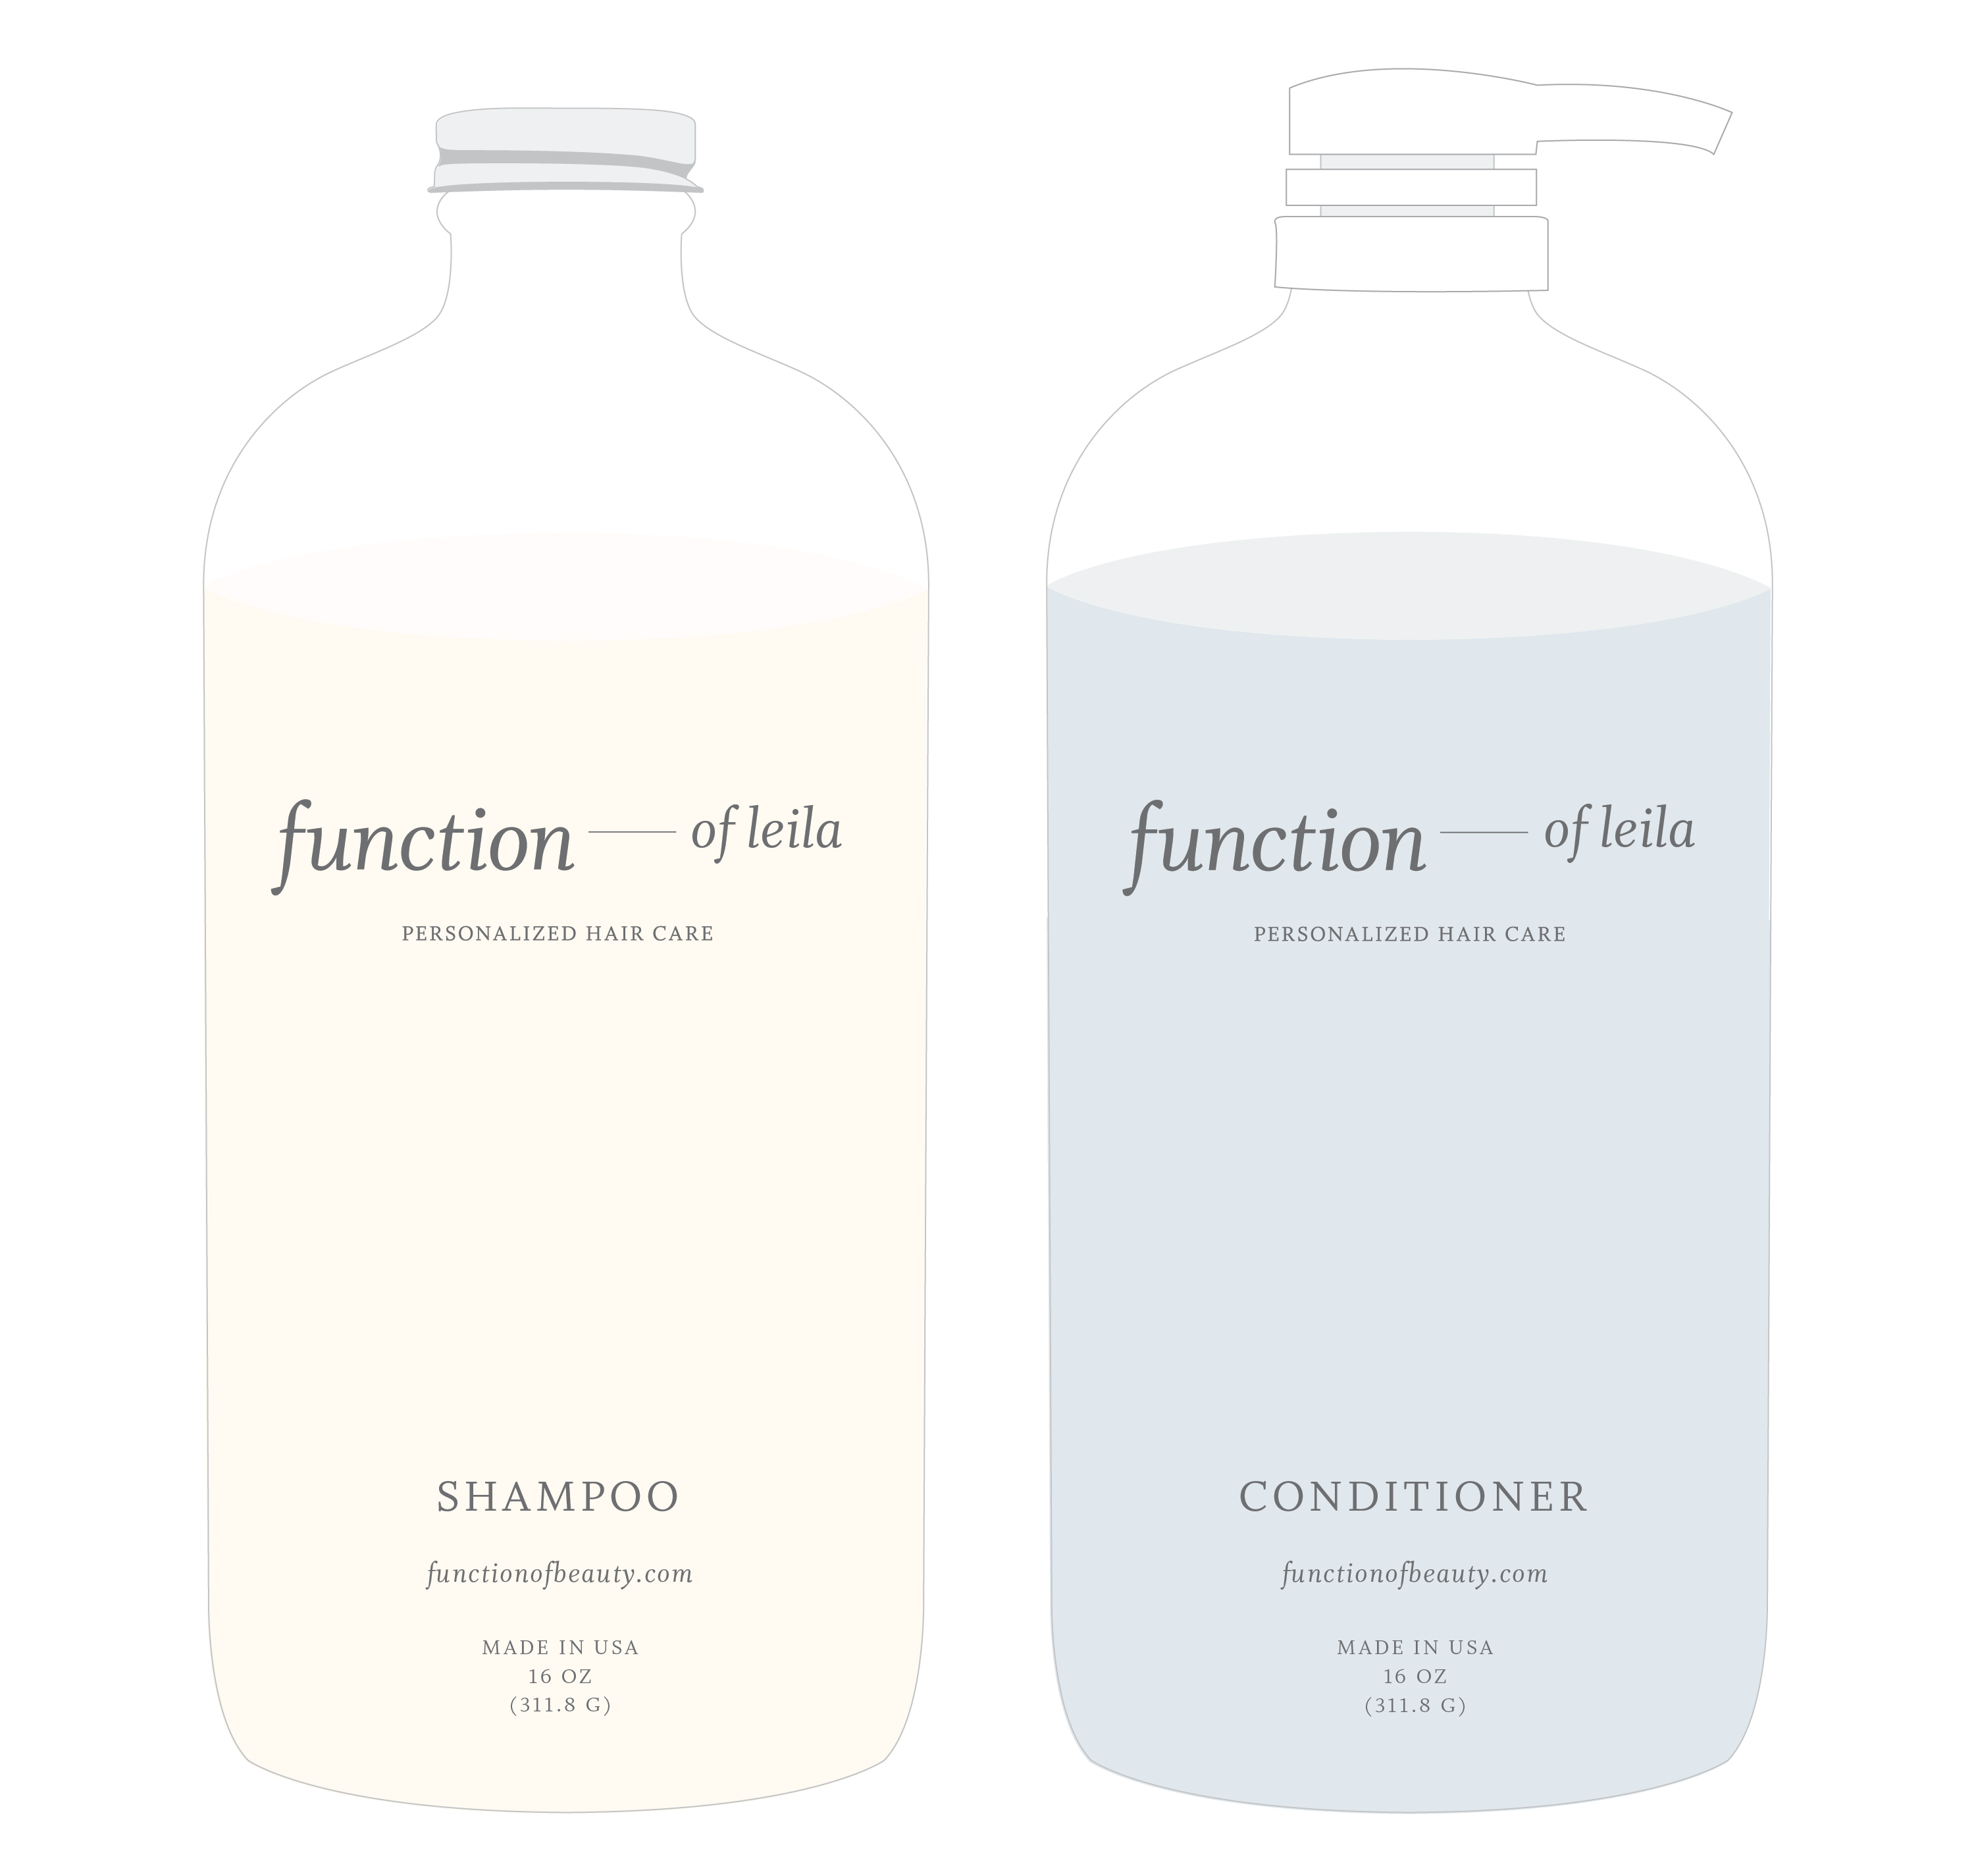 function — of leila
PERSONALIZED HAIR CARE
SHAMPOO
functionofbeauty.com
MADE IN USA
16 OZ
(311.8 G)
function — of leila
PERSONALIZED HAIR CARE
CONDITIONER
functionofbeauty.com
MADE IN USA
16 OZ
(311.8 G)